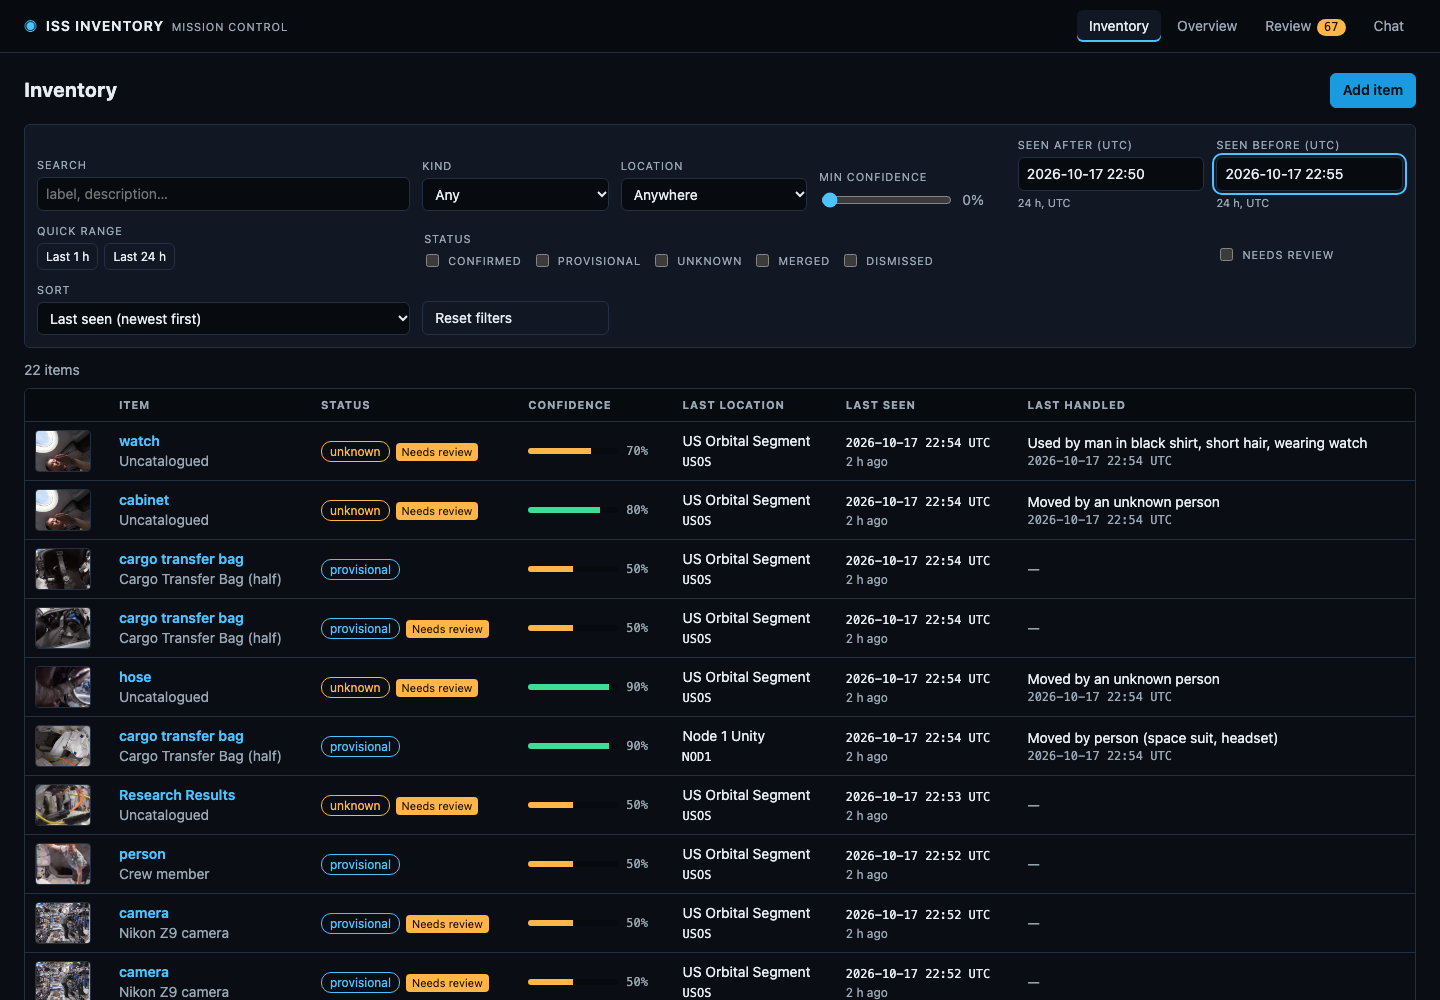 ISS INVENTORY MISSION CONTROL
Inventory Overview Review 67 Chat
Inventory
Add item
SEARCH
label, description...
KIND
Any
LOCATION
Anywhere
MIN CONFIDENCE
0%
SEEN AFTER (UTC)
2026-10-17 22:50
24 h, UTC
SEEN BEFORE (UTC)
2026-10-17 22:55
24 h, UTC
QUICK RANGE
Last 1 h Last 24 h
STATUS
CONFIRMED PROVISIONAL UNKNOWN MERGED DISMISSED
NEEDS REVIEW
SORT
Last seen (newest first)
Reset filters
22 items
ITEM STATUS CONFIDENCE LAST LOCATION LAST SEEN LAST HANDLED
watch
Uncatalogued
unknown Needs review
70%
US Orbital Segment
USOS
2026-10-17 22:54 UTC
2 h ago
Used by man in black shirt, short hair, wearing watch
2026-10-17 22:54 UTC
cabinet
Uncatalogued
unknown Needs review
80%
US Orbital Segment
USOS
2026-10-17 22:54 UTC
2 h ago
Moved by an unknown person
2026-10-17 22:54 UTC
cargo transfer bag
Cargo Transfer Bag (half)
provisional
50%
US Orbital Segment
USOS
2026-10-17 22:54 UTC
2 h ago
—
cargo transfer bag
Cargo Transfer Bag (half)
provisional Needs review
50%
US Orbital Segment
USOS
2026-10-17 22:54 UTC
2 h ago
—
hose
Uncatalogued
unknown Needs review
90%
US Orbital Segment
USOS
2026-10-17 22:54 UTC
2 h ago
Moved by an unknown person
2026-10-17 22:54 UTC
cargo transfer bag
Cargo Transfer Bag (half)
provisional
90%
Node 1 Unity
NOD1
2026-10-17 22:54 UTC
2 h ago
Moved by person (space suit, headset)
2026-10-17 22:54 UTC
Research Results
Uncatalogued
unknown Needs review
50%
US Orbital Segment
USOS
2026-10-17 22:53 UTC
2 h ago
—
person
Crew member
provisional
50%
US Orbital Segment
USOS
2026-10-17 22:52 UTC
2 h ago
—
camera
Nikon Z9 camera
provisional Needs review
50%
US Orbital Segment
USOS
2026-10-17 22:52 UTC
2 h ago
—
camera
Nikon Z9 camera
provisional Needs review
50%
US Orbital Segment
USOS
2026-10-17 22:52 UTC
2 h ago
—